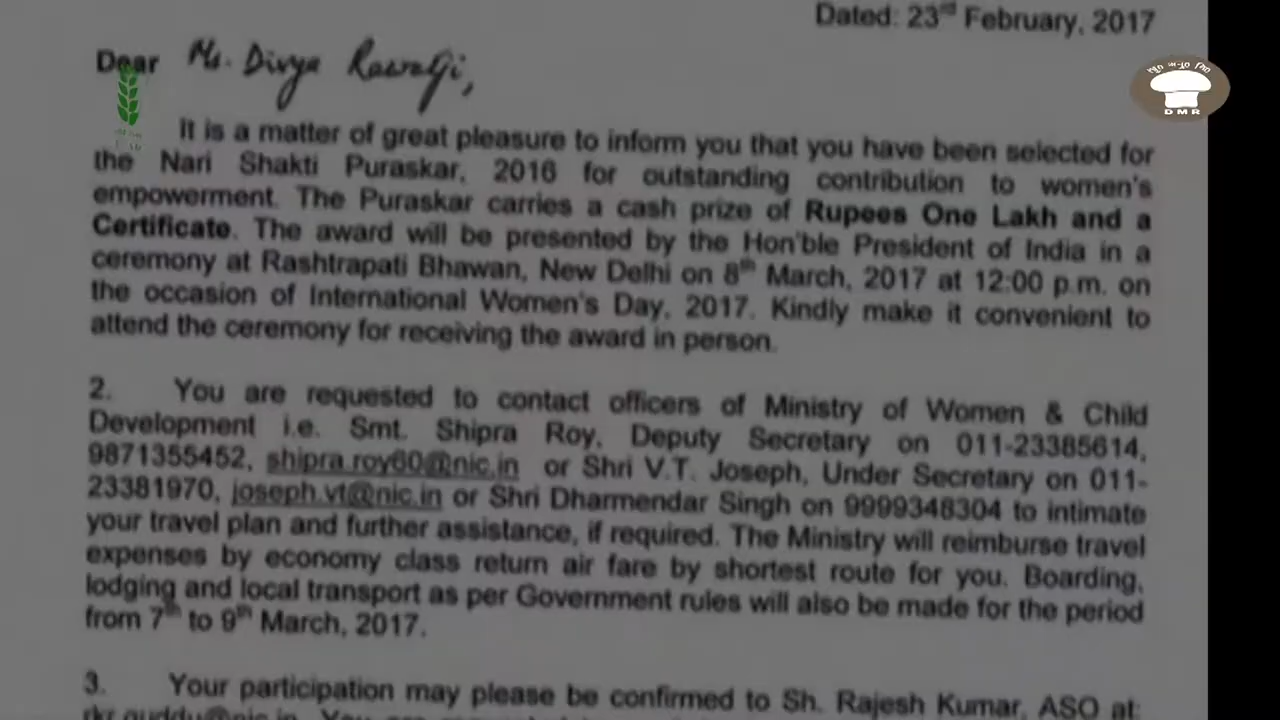 Dated: 23rd February, 2017
Dear Ms. Divya Rawat Ji,
It is a matter of great pleasure to inform you that you have been selected for
the Nari Shakti Puraskar, 2016 for outstanding contribution to women's
empowerment. The Puraskar carries a cash prize of Rupees One Lakh and a
Certificate. The award will be presented by the Hon'ble President of India in a
ceremony at Rashtrapati Bhawan, New Delhi on 8th March, 2017 at 12:00 p.m. on
the occasion of International Women's Day, 2017. Kindly make it convenient to
attend the ceremony for receiving the award in person.
2. You are requested to contact officers of Ministry of Women & Child
Development i.e. Smt. Shipra Roy, Deputy Secretary on 011-23385614,
9871355452, shipra.roy60@nic.in or Shri V.T. Joseph, Under Secretary on 011-
23381970, joseph.vt@nic.in or Shri Dharmendar Singh on 9999348304 to intimate
your travel plan and further assistance, if required. The Ministry will reimburse travel
expenses by economy class return air fare by shortest route for you. Boarding,
lodging and local transport as per Government rules will also be made for the period
from 7th to 9th March, 2017.
3. Your participation may please be confirmed to Sh. Rajesh Kumar, ASO at:
DMR